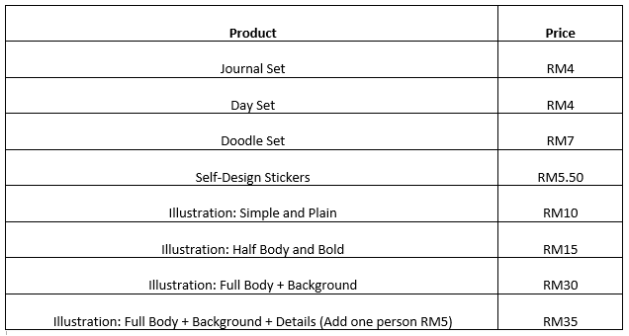 Product Price
Journal Set RM4
Day Set RM4
Doodle Set RM7
Self-Design Stickers RM5.50
Illustration: Simple and Plain RM10
Illustration: Half Body and Bold RM15
Illustration: Full Body + Background RM30
Illustration: Full Body + Background + Details (Add one person RM5) RM35